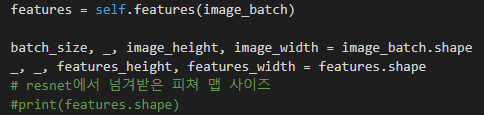 features = self.features(image_batch)
batch_size, _, image_height, image_width = image_batch.shape
_, _, features_height, features_width = features.shape
# resnet에서 넘겨받은 피쳐 맵 사이즈
#print(features.shape)